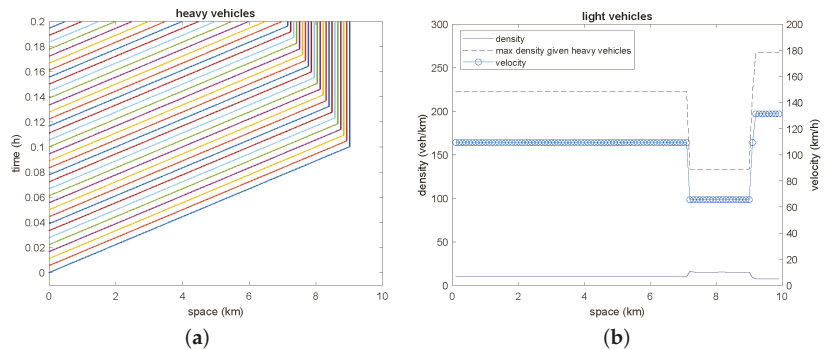 heavy vehicles
0.2
0.18
0.16
0.14
0.12
0.1
0.08
0.06
0.04
0.02
0
time (h)
0 2 4 6 8 10
space (km)
(a)
light vehicles
density
max density given heavy vehicles
velocity
300
250
200
150
100
50
0
density (veh/km)
200
180
160
140
120
100
80
60
40
20
0
velocity (km/h)
0 2 4 6 8 10
space (km)
(b)